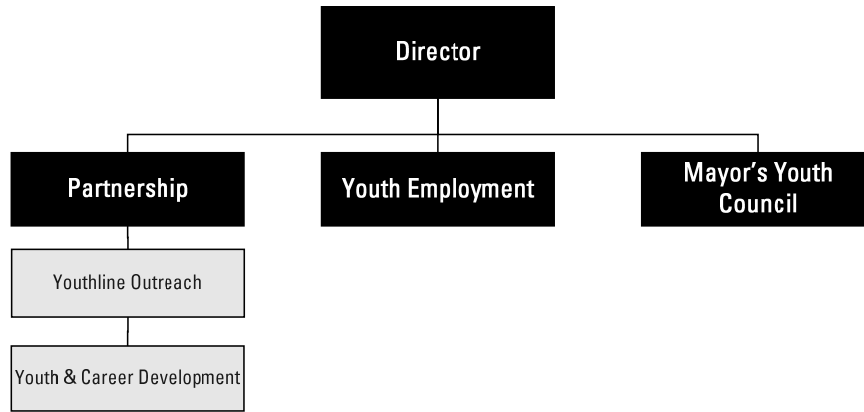 Director
Partnership
Youth Employment
Mayor's Youth
Council
Youthline Outreach
Youth & Career Development